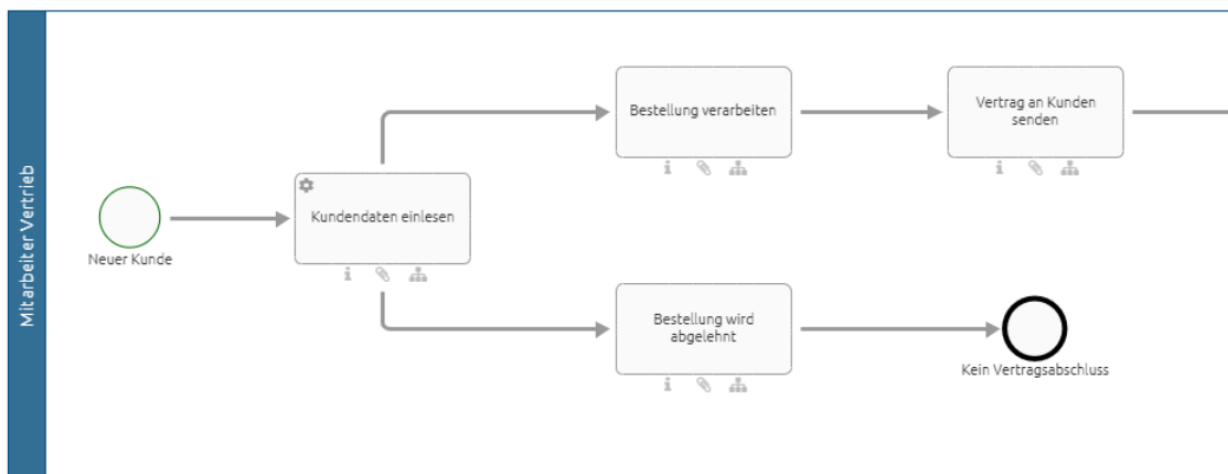 Mitarbeiter Vertrieb
Neuer Kunde
Kundendaten einlesen
Bestellung verarbeiten
Vertrag an Kunden
senden
Bestellung wird
abgelehnt
Kein Vertragsabschluss